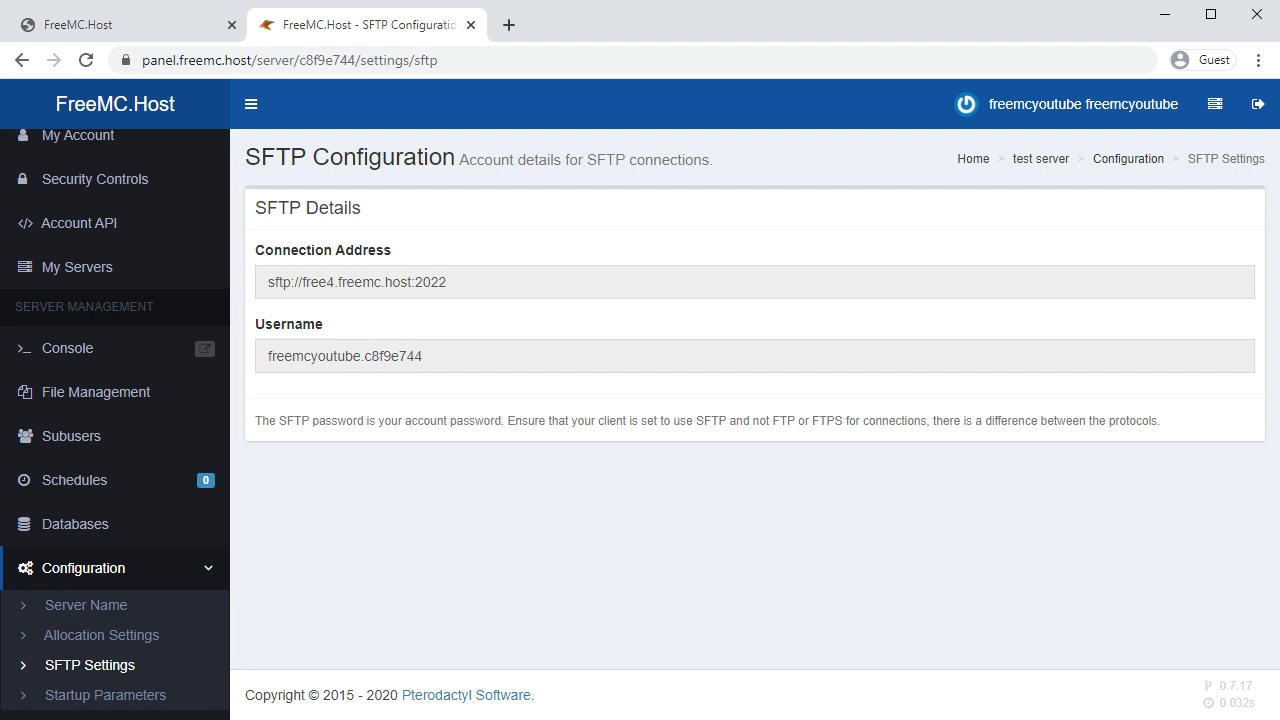 FreeMC.Host
FreeMC.Host - SFTP Configuratio
panel.freemc.host/server/c8f9e744/settings/sftp
Guest
FreeMC.Host
freemcyoutube freemcyoutube
My Account
Security Controls
Account API
My Servers
SERVER MANAGEMENT
Console
File Management
Subusers
Schedules 0
Databases
Configuration
Server Name
Allocation Settings
SFTP Settings
Startup Parameters
SFTP Configuration Account details for SFTP connections.
Home > test server > Configuration > SFTP Settings
SFTP Details
Connection Address
sftp://free4.freemc.host:2022
Username
freemcyoutube.c8f9e744
The SFTP password is your account password. Ensure that your client is set to use SFTP and not FTP or FTPS for connections, there is a difference between the protocols.
Copyright © 2015 - 2020 Pterodactyl Software.
0.7.17
0.032s